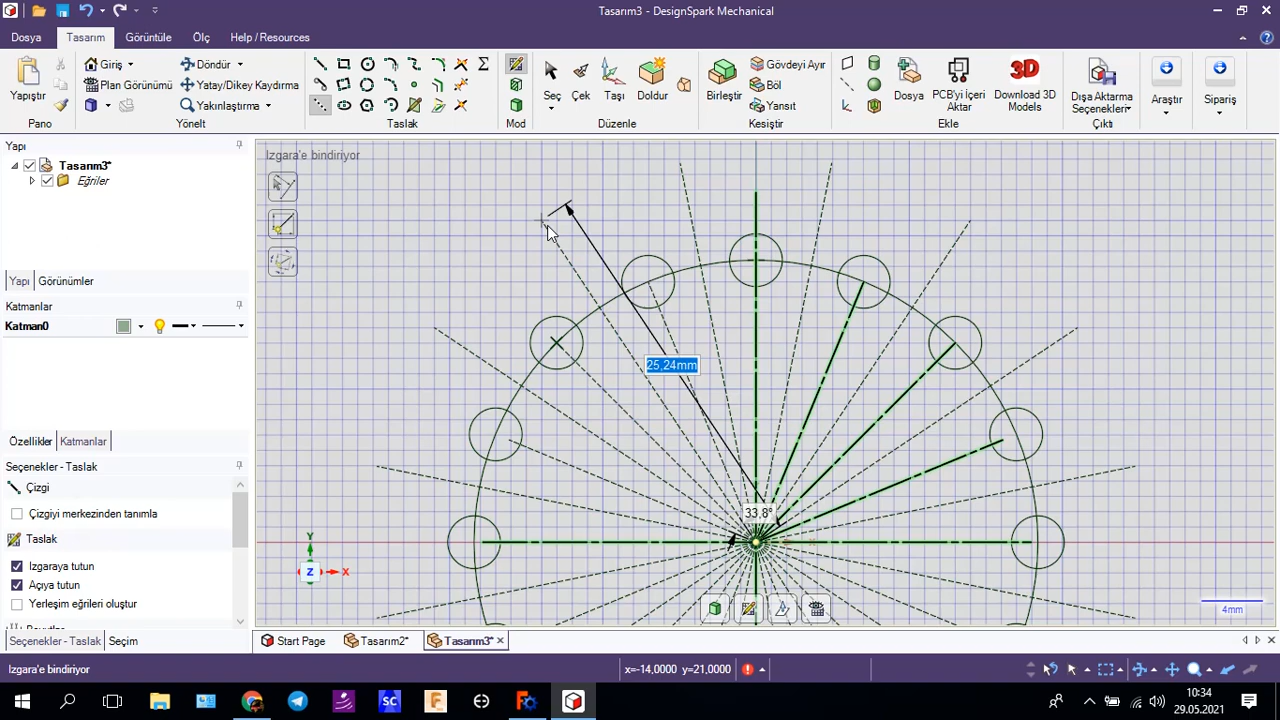 Tasarım3* - DesignSpark Mechanical
Dosya Tasarım Görüntüle Ölç Help / Resources
Yapıştır
Giriş
Plan Görünümü
Döndür
Yatay/Dikey Kaydırma
Yakınlaştırma
Seç Çek Taşı Doldur
Birleştir
Gövdeyi Ayır
Böl
Yansıt
Dosya
PCB'yi İçeri Aktar
3D
Download 3D Models
Dışa Aktarma Seçenekleri
Araştır
Sipariş
Pano Yönelt Taslak Mod Düzenle Kesiştir Ekle Çıktı
Yapı
Tasarım3*
Eğriler
Yapı Görünümler
Katmanlar
Katman0
Özellikler Katmanlar
Seçenekler - Taslak
Çizgi
Çizgiyi merkezinden tanımla
Taslak
Izgaraya tutun
Açıya tutun
Yerleşim eğrileri oluştur
Seçenekler - Taslak Seçim
Izgara'e bindiriyor
25,24mm
33,8°
Y
Z
X
4mm
Start Page Tasarım2* Tasarım3*
Izgara'e bindiriyor
x=-14,0000 y=21,0000
SC
F
10:34
29.05.2021